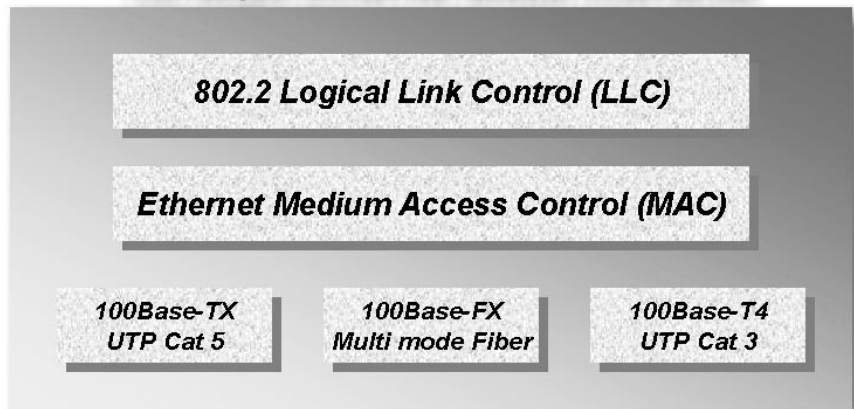 802.2 Logical Link Control (LLC)
Ethernet Medium Access Control (MAC)
100Base-TX
UTP Cat 5
100Base-FX
Multi mode Fiber
100Base-T4
UTP Cat 3